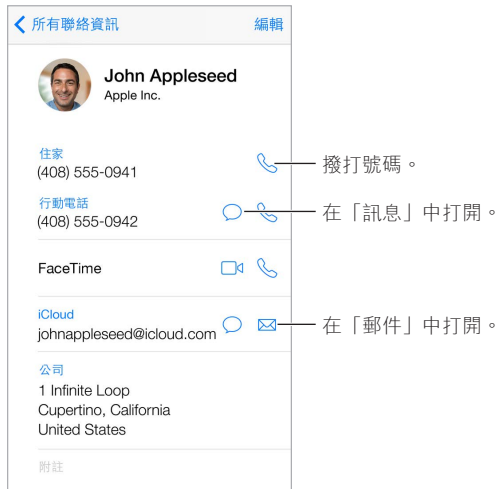 所有聯絡資訊 編輯
John Appleseed
Apple Inc.
住家
(408) 555-0941
撥打號碼。
行動電話
(408) 555-0942
在「訊息」中打開。
FaceTime
iCloud
johnappleseed@icloud.com
在「郵件」中打開。
公司
1 Infinite Loop
Cupertino, California
United States
附註